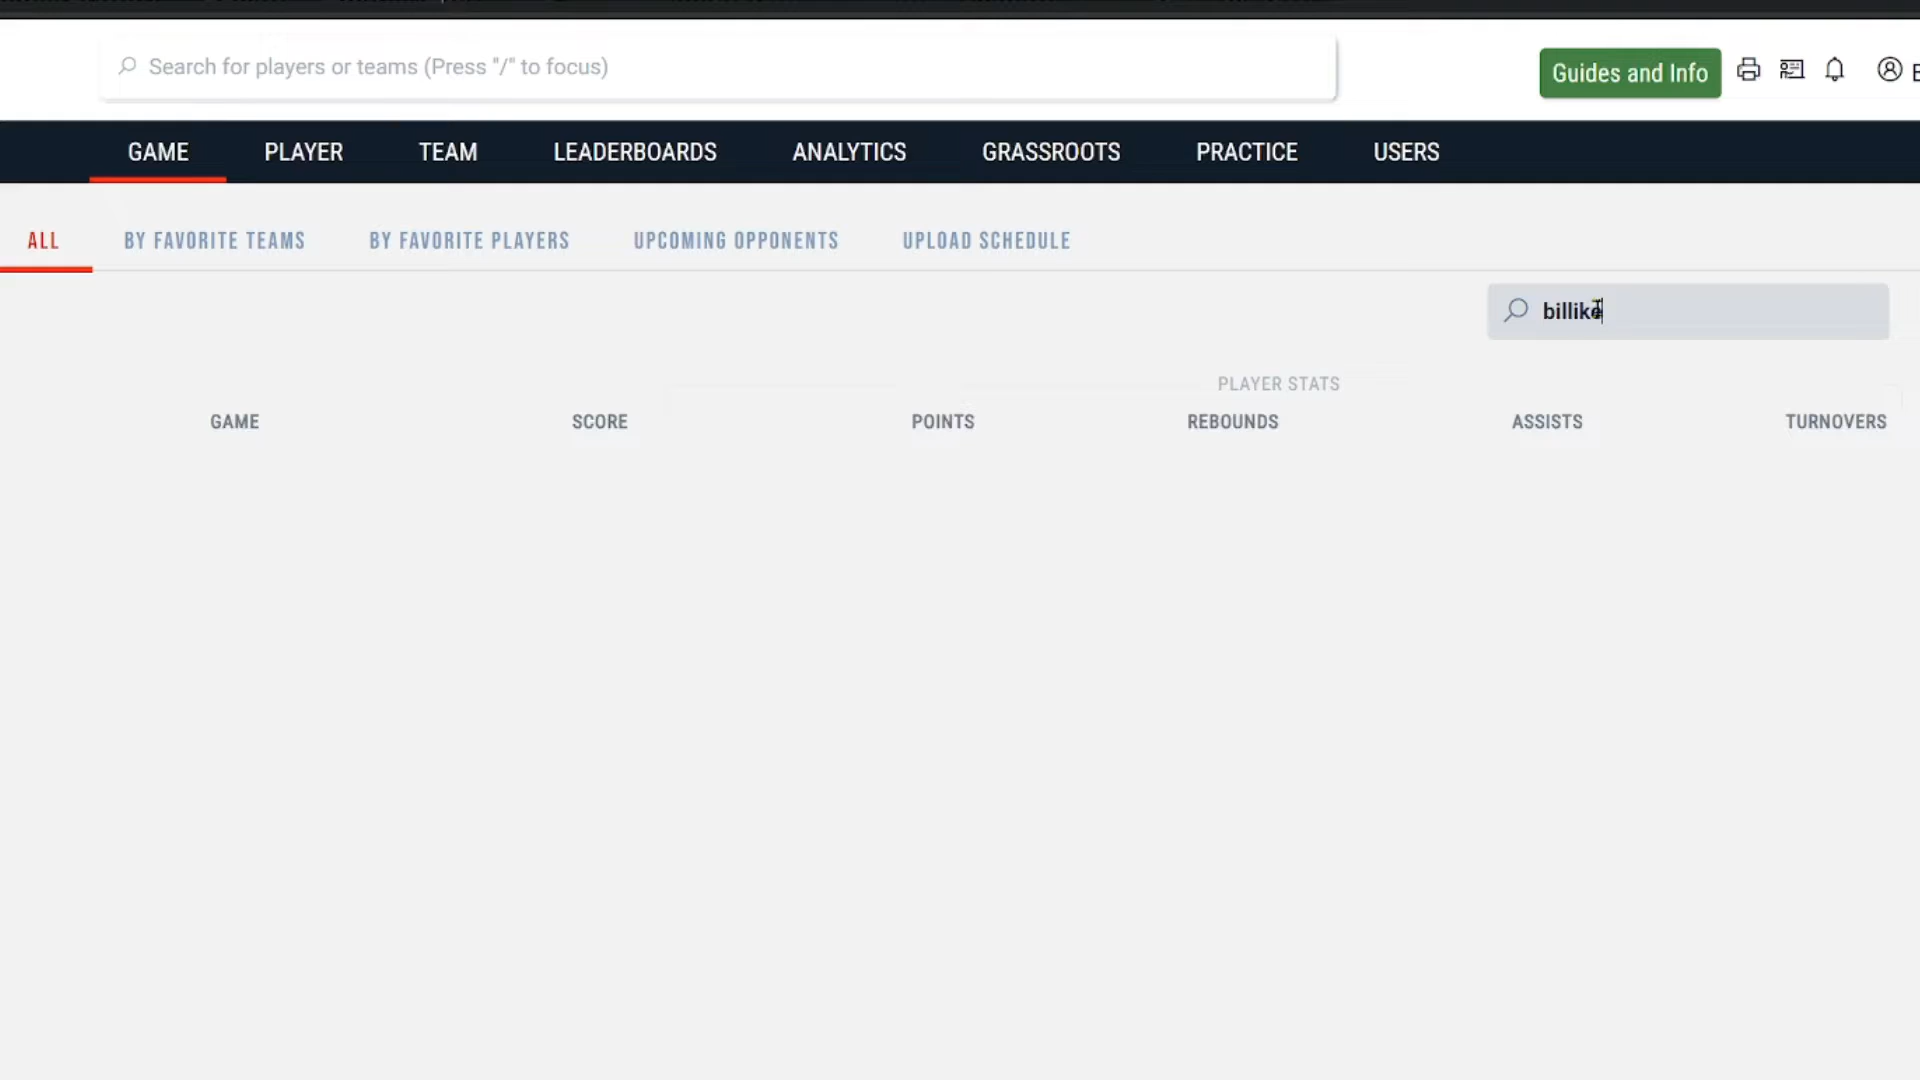 Search for players or teams (Press "/" to focus)
Guides and Info
GAME PLAYER TEAM LEADERBOARDS ANALYTICS GRASSROOTS PRACTICE USERS
ALL BY FAVORITE TEAMS BY FAVORITE PLAYERS UPCOMING OPPONENTS UPLOAD SCHEDULE
billike
PLAYER STATS
GAME SCORE POINTS REBOUNDS ASSISTS TURNOVERS